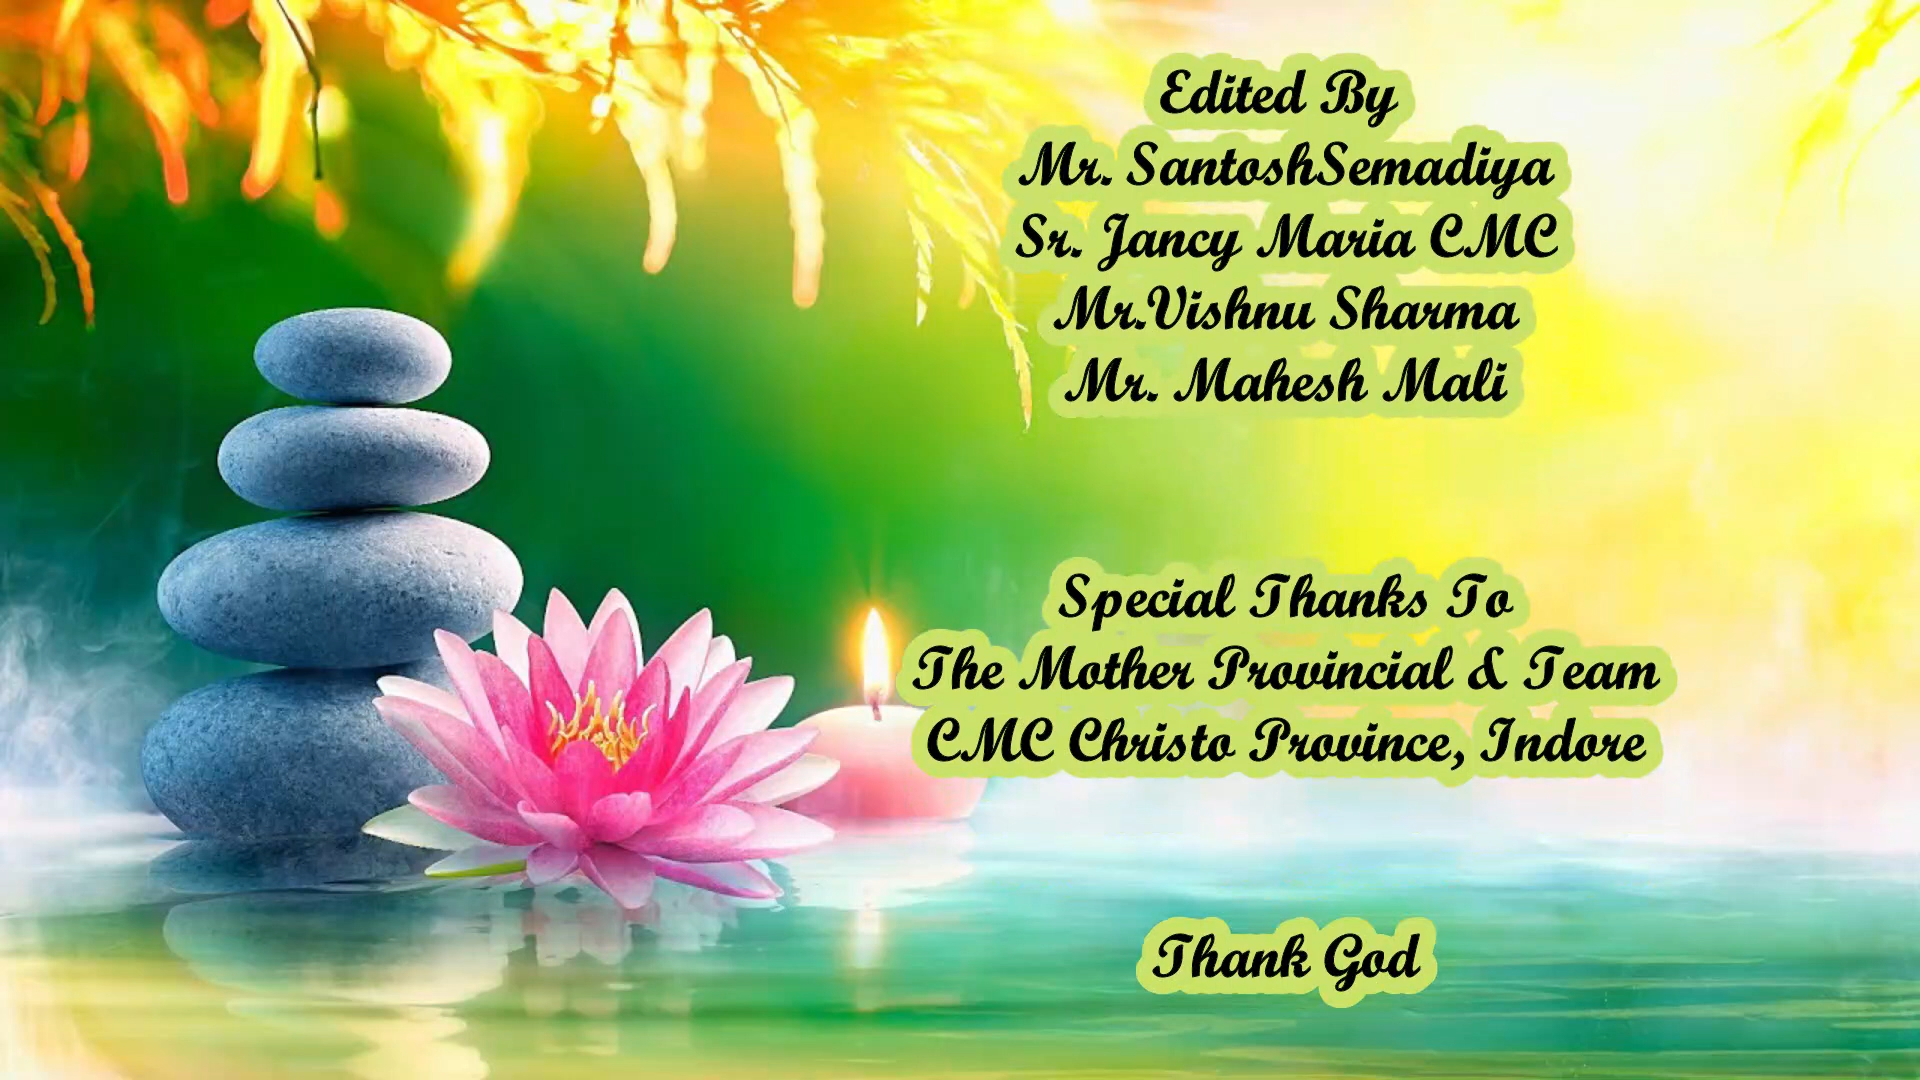 Edited By
Mr. SantoshSemadiya
Sr. Jancy Maria CMC
Mr.Vishnu Sharma
Mr. Mahesh Mali
Special Thanks To
The Mother Provincial & Team
CMC Christo Province, Indore
Thank God